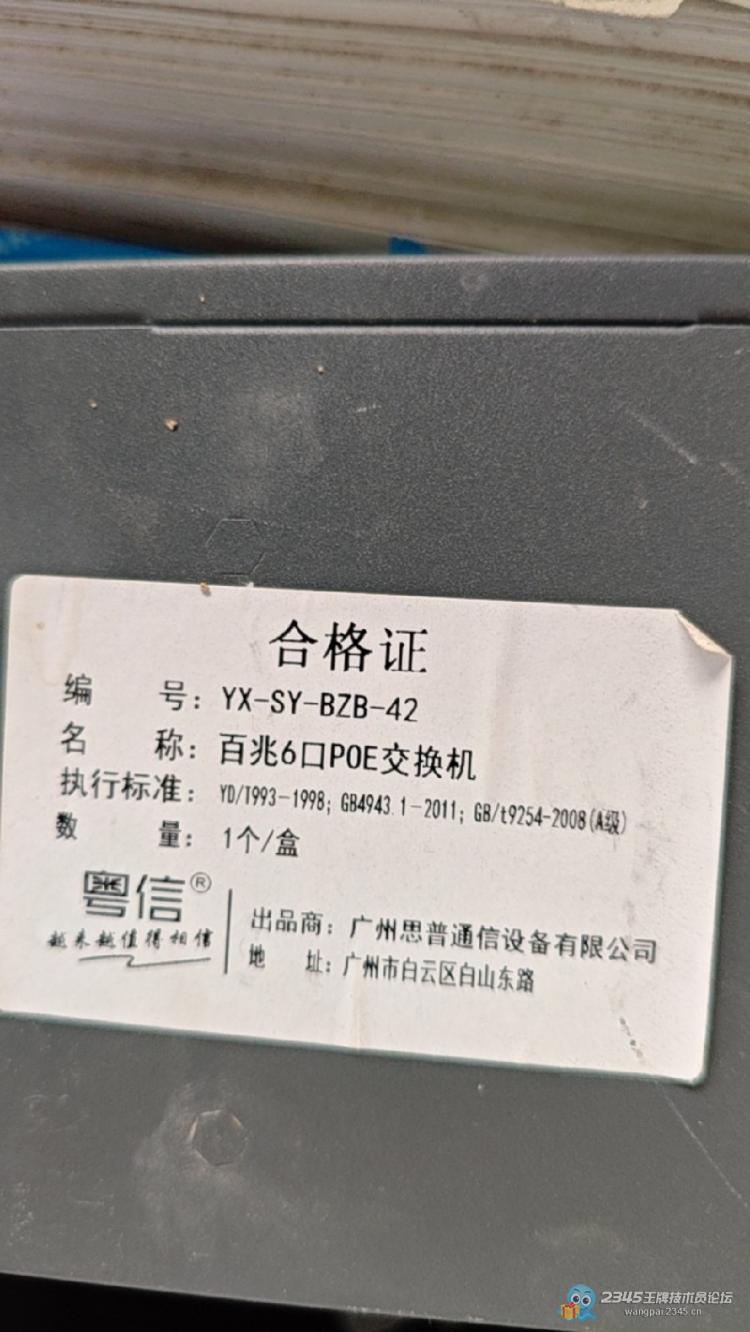 合格证
编 号：YX-SY-BZB-42
名 称：百兆6口POE交换机
执行标准：YD/T993-1998；GB4943.1-2011；GB/t9254-2008(A级)
数 量：1个/盒
粤信®
越来越值得相信
出品商：广州思普通信设备有限公司
地 址：广州市白云区白山东路
2345王牌技术员论坛
wangpai.2345.cn